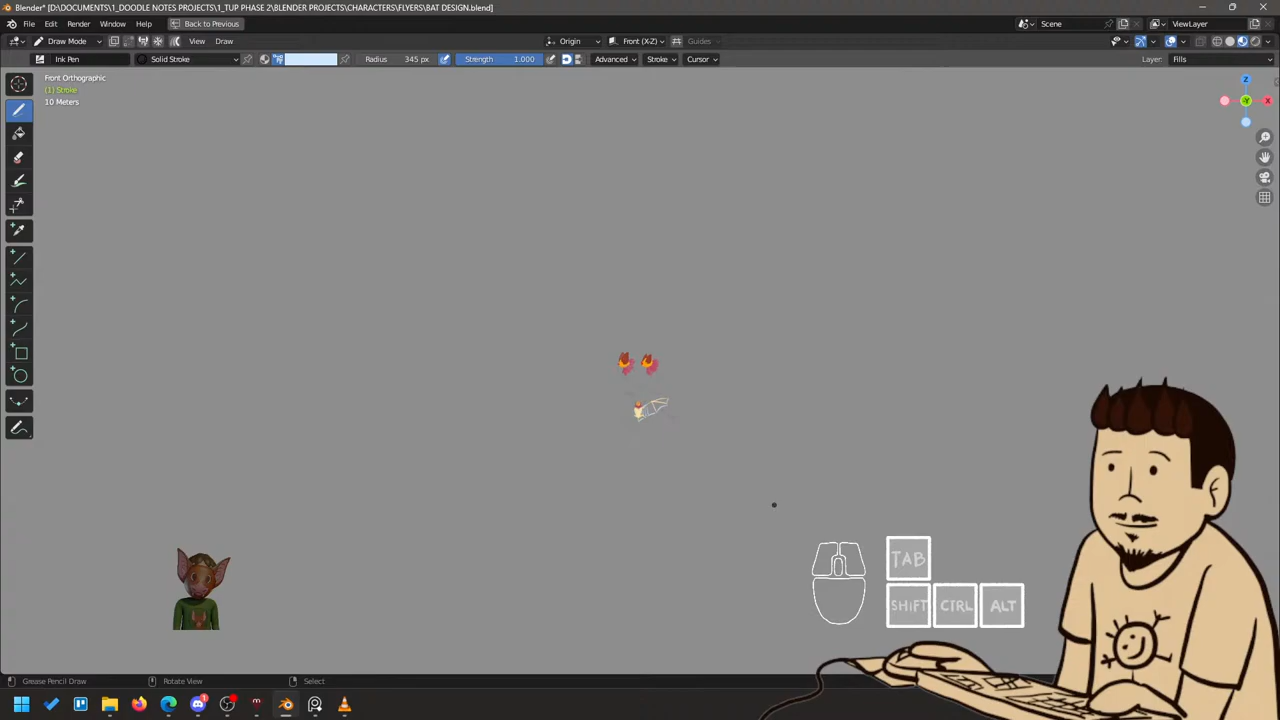 Blender* [D:\DOCUMENTS\1_DOODLE NOTES PROJECTS\1_TUP PHASE 2\BLENDER PROJECTS\CHARACTERS\FLYERS\BAT DESIGN.blend]
File Edit Render Window Help Back to Previous Scene ViewLayer
Draw Mode View Draw Origin Front (X-Z) Guides
Ink Pen Solid Stroke Radius 345 px Strength 1.000 Advanced Stroke Cursor Layer: Fills
Front Orthographic
(1) Stroke
10 Meters
Z
Y
X
TAB
SHIFT CTRL ALT
Grease Pencil Draw Rotate View Select
1